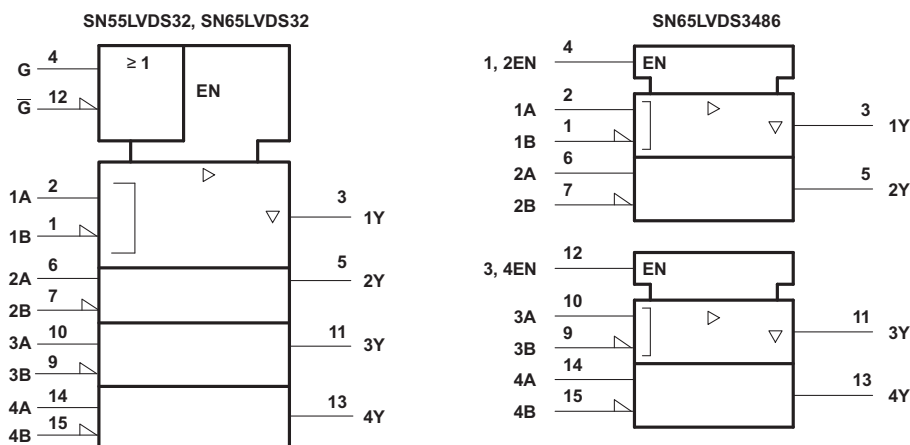 SN55LVDS32, SN65LVDS32
G 4 ≥ 1
G̅ 12 EN
1A 2 3 1Y
1B 1
2A 6 5 2Y
2B 7
3A 10 11 3Y
3B 9
4A 14 13 4Y
4B 15
SN65LVDS3486
1, 2EN 4 EN
1A 2 3 1Y
1B 1
2A 6 5 2Y
2B 7
3, 4EN 12 EN
3A 10 11 3Y
3B 9
4A 14 13 4Y
4B 15